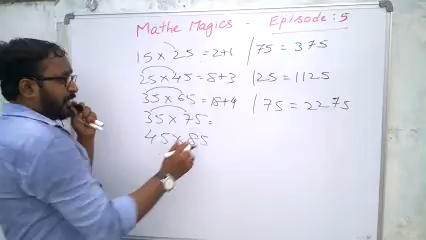 Mathe Magics - Episode : 5
15 x 25 = 2+1 / 75 = 375
25 x 45 = 8+3 / 25 = 1125
35 x 65 = 18+4 / 75 = 2275
35 x 75 =
45 x 85